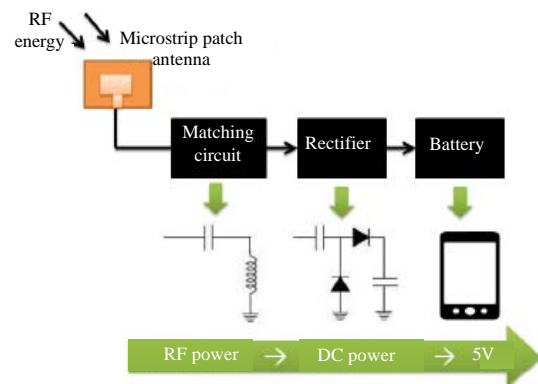 RF
energy
Microstrip patch
antenna
Matching
circuit
Rectifier
Battery
RF power → DC power → 5V